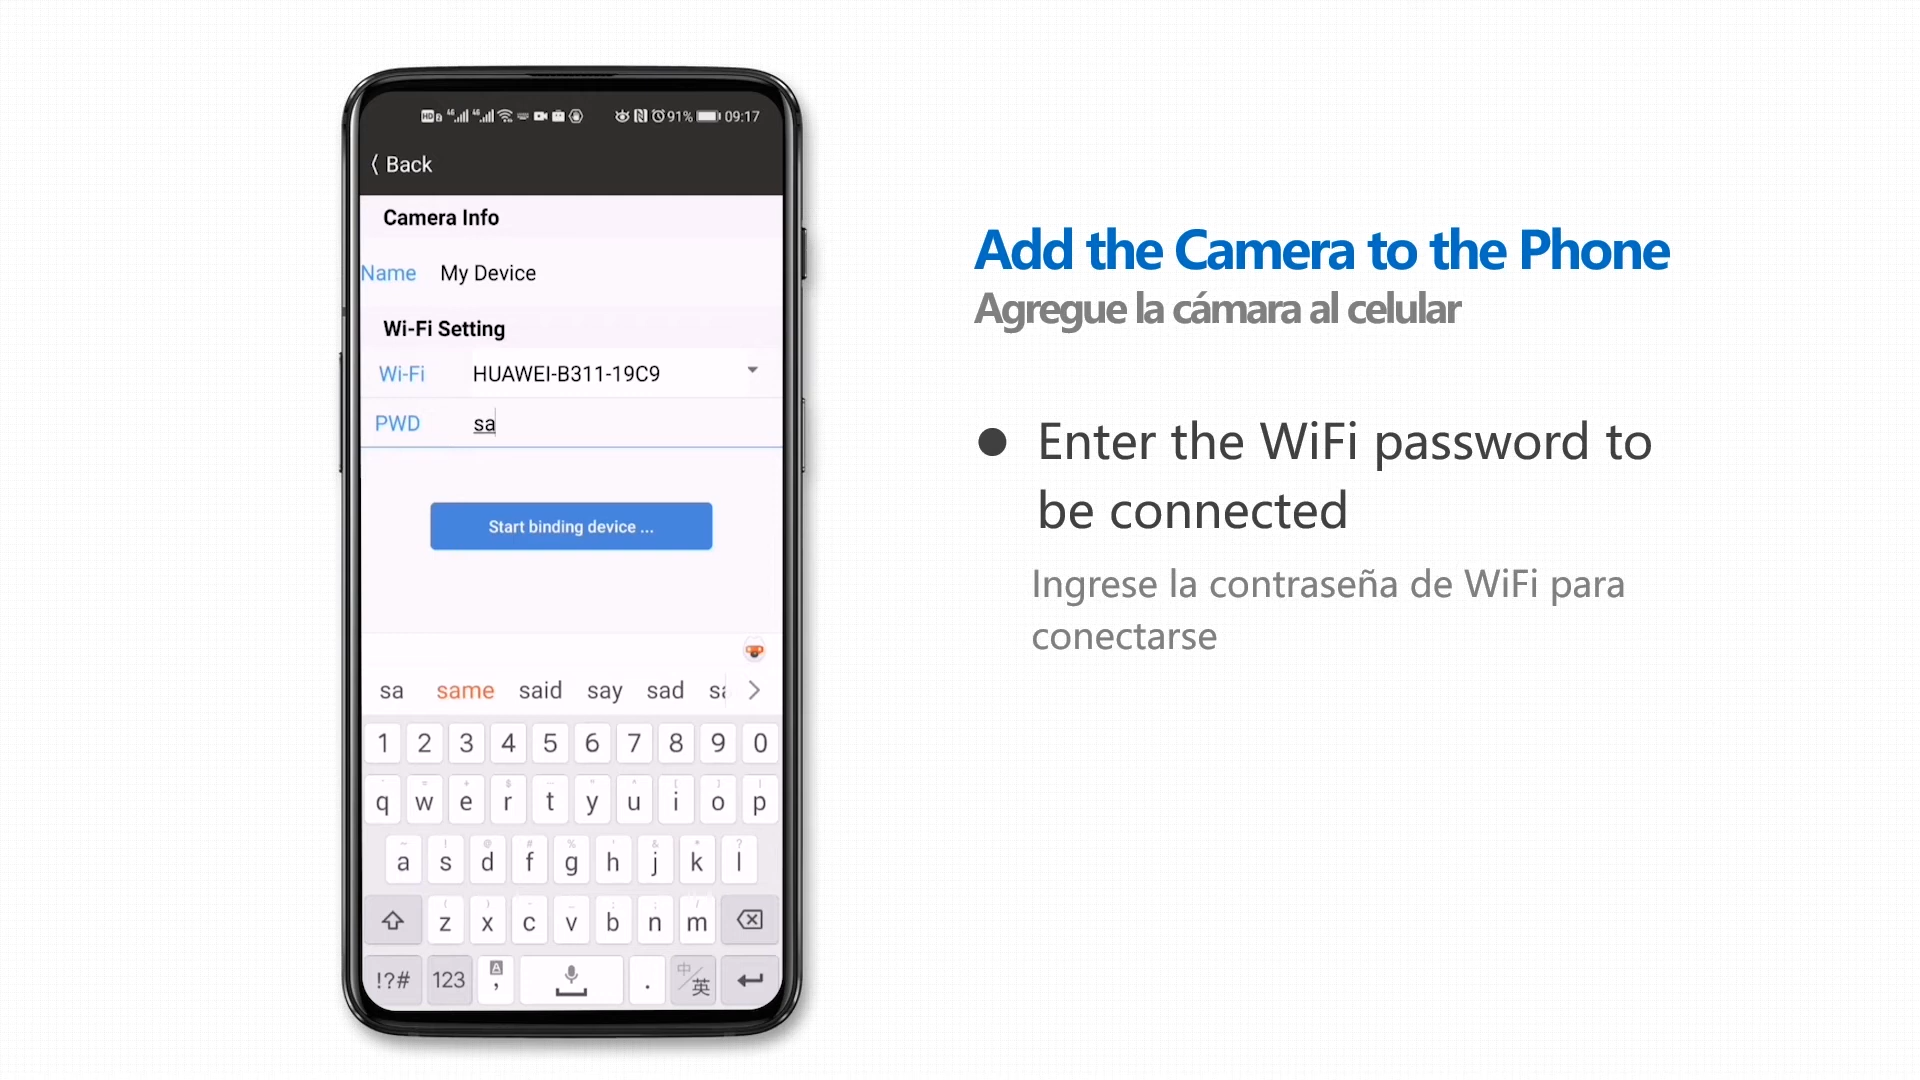 91% 09:17
Back
Camera Info
Name My Device
Wi-Fi Setting
Wi-Fi HUAWEI-B311-19C9
PWD sa
Start binding device ...
sa same said say sad
1 2 3 4 5 6 7 8 9 0
q w e r t y u i o p
a s d f g h j k l
z x c v b n m
!?# 123 , . 中/英
Add the Camera to the Phone
Agregue la cámara al celular
● Enter the WiFi password to
be connected
Ingrese la contraseña de WiFi para
conectarse